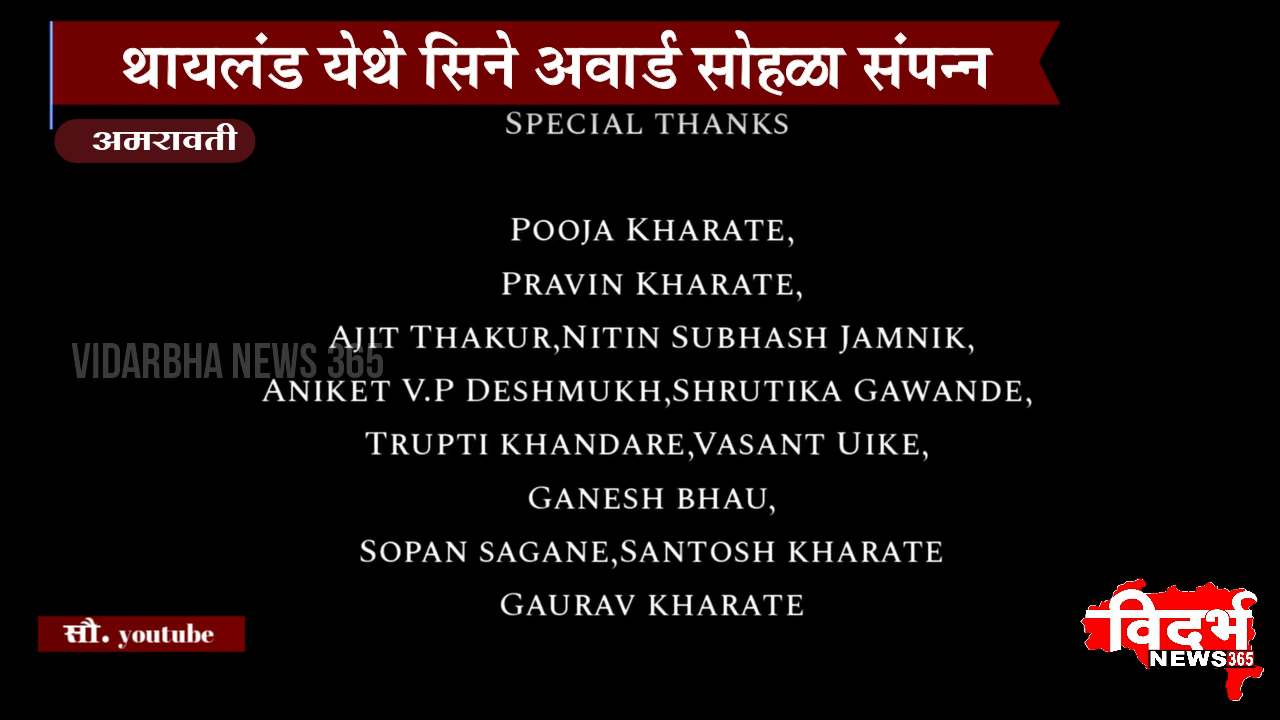 थायलंड येथे सिने अवार्ड सोहळा संपन्न
SPECIAL THANKS
अमरावती
POOJA KHARATE,
PRAVIN KHARATE,
AJIT THAKUR,NITIN SUBHASH JAMNIK,
VIDARBHA NEWS 365
ANIKET V.P DESHMUKH,SHRUTIKA GAWANDE,
TRUPTI KHANDARE,VASANT UIKE,
GANESH BHAU,
SOPAN SAGANE,SANTOSH KHARATE
GAURAV KHARATE
सौ. youtube
विदर्भ
NEWS365